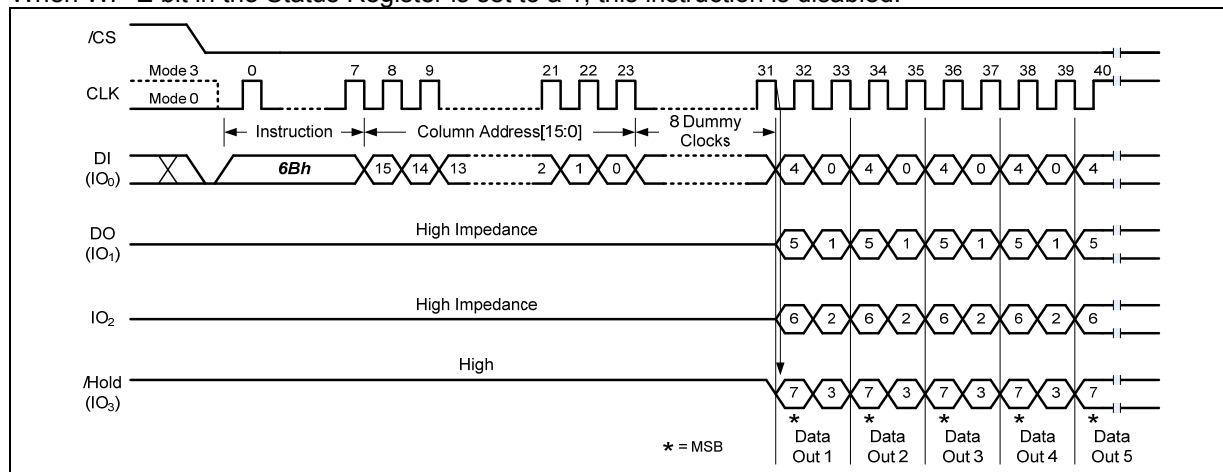 When WP-E bit in the Status Register is set to a 1, this instruction is disabled.
/CS
Mode 3 0 7 8 9 21 22 23 31 32 33 34 35 36 37 38 39 40
CLK
Mode 0
Instruction Column Address[15:0] 8 Dummy
Clocks
DI
(IO0)
6Bh 15 14 13 2 1 0 4 0 4 0 4 0 4 0 4
High Impedance
DO
(IO1)
5 1 5 1 5 1 5 1 5
High Impedance
IO2 6 2 6 2 6 2 6 2 6
High
/Hold
(IO3)
7 3 7 3 7 3 7 3 7
* * * * *
* = MSB
Data
Out 1
Data
Out 2
Data
Out 3
Data
Out 4
Data
Out 5